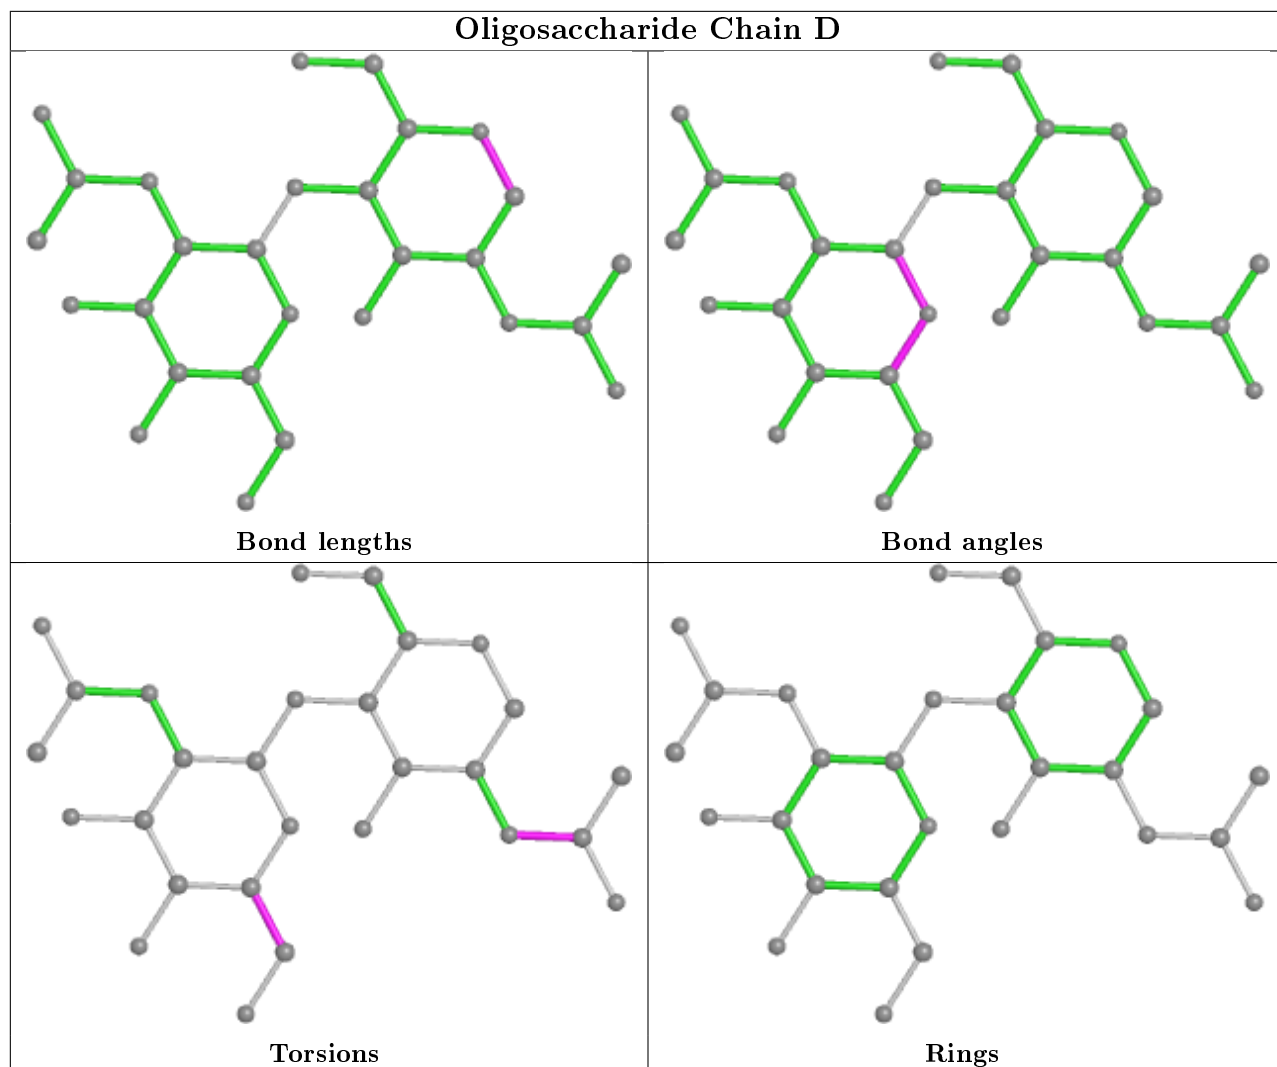 Oligosaccharide Chain D
Bond lengths
Bond angles
Torsions
Rings